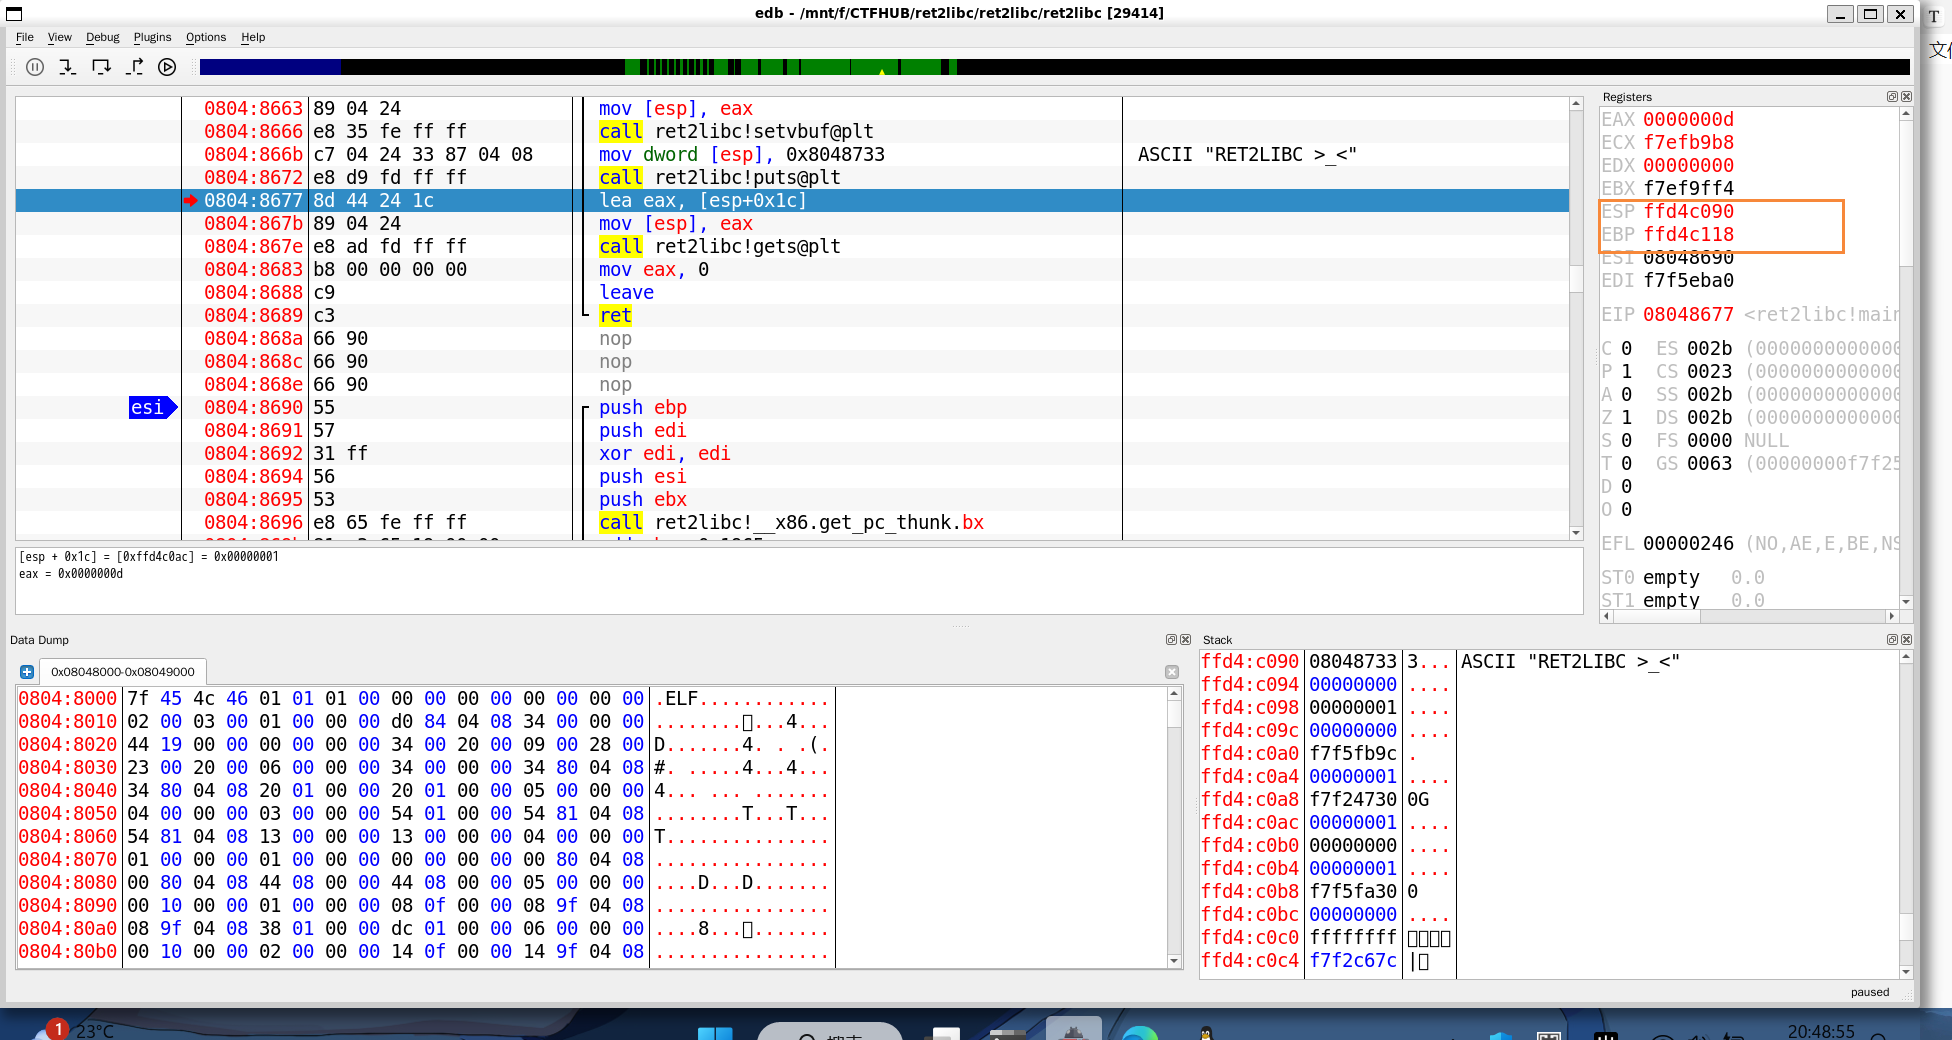 edb - /mnt/f/CTFHUB/ret2libc/ret2libc/ret2libc [29414]
T
File View Debug Plugins Options Help
0804:8663 89 04 24 mov [esp], eax
0804:8666 e8 35 fe ff ff call ret2libc!setvbuf@plt
0804:866b c7 04 24 33 87 04 08 mov dword [esp], 0x8048733 ASCII "RET2LIBC >_<"
0804:8672 e8 d9 fd ff ff call ret2libc!puts@plt
0804:8677 8d 44 24 1c lea eax, [esp+0x1c]
0804:867b 89 04 24 mov [esp], eax
0804:867e e8 ad fd ff ff call ret2libc!gets@plt
0804:8683 b8 00 00 00 00 mov eax, 0
0804:8688 c9 leave
0804:8689 c3 ret
0804:868a 66 90 nop
0804:868c 66 90 nop
0804:868e 66 90 nop
esi 0804:8690 55 push ebp
0804:8691 57 push edi
0804:8692 31 ff xor edi, edi
0804:8694 56 push esi
0804:8695 53 push ebx
0804:8696 e8 65 fe ff ff call ret2libc!__x86.get_pc_thunk.bx
Registers
EAX 0000000d
ECX f7efb9b8
EDX 00000000
EBX f7ef9ff4
ESP ffd4c090
EBP ffd4c118
ESI 08048690
EDI f7f5eba0
EIP 08048677 <ret2libc!main
C 0 ES 002b (0000000000000
P 1 CS 0023 (0000000000000
A 0 SS 002b (0000000000000
Z 1 DS 002b (0000000000000
S 0 FS 0000 NULL
T 0 GS 0063 (00000000f7f25
D 0
O 0
EFL 00000246 (NO,AE,E,BE,NS
ST0 empty 0.0
ST1 empty 0.0
[esp + 0x1c] = [0xffd4c0ac] = 0x00000001
eax = 0x0000000d
Data Dump
0x08048000-0x08049000
0804:8000 7f 45 4c 46 01 01 01 00 00 00 00 00 00 00 00 00 .ELF............
0804:8010 02 00 03 00 01 00 00 00 d0 84 04 08 34 00 00 00 ........□...4...
0804:8020 44 19 00 00 00 00 00 00 34 00 20 00 09 00 28 00 D.......4. . .(.
0804:8030 23 00 20 00 06 00 00 00 34 00 00 00 34 80 04 08 #. .....4...4...
0804:8040 34 80 04 08 20 01 00 00 20 01 00 00 05 00 00 00 4... ... .......
0804:8050 04 00 00 00 03 00 00 00 54 01 00 00 54 81 04 08 ........T...T...
0804:8060 54 81 04 08 13 00 00 00 13 00 00 00 04 00 00 00 T...............
0804:8070 01 00 00 00 01 00 00 00 00 00 00 00 00 80 04 08 ................
0804:8080 00 80 04 08 44 08 00 00 44 08 00 00 05 00 00 00 ....D...D.......
0804:8090 00 10 00 00 01 00 00 00 08 0f 00 00 08 9f 04 08 ................
0804:80a0 08 9f 04 08 38 01 00 00 dc 01 00 00 06 00 00 00 ....8...□.......
0804:80b0 00 10 00 00 02 00 00 00 14 0f 00 00 14 9f 04 08 ................
Stack
ffd4:c090 08048733 3... ASCII "RET2LIBC >_<"
ffd4:c094 00000000 ....
ffd4:c098 00000001 ....
ffd4:c09c 00000000 ....
ffd4:c0a0 f7f5fb9c .
ffd4:c0a4 00000001 ....
ffd4:c0a8 f7f24730 0G
ffd4:c0ac 00000001 ....
ffd4:c0b0 00000000 ....
ffd4:c0b4 00000001 ....
ffd4:c0b8 f7f5fa30 0
ffd4:c0bc 00000000 ....
ffd4:c0c0 ffffffff □□□□
ffd4:c0c4 f7f2c67c |□
paused
1 23°C
20:48:55